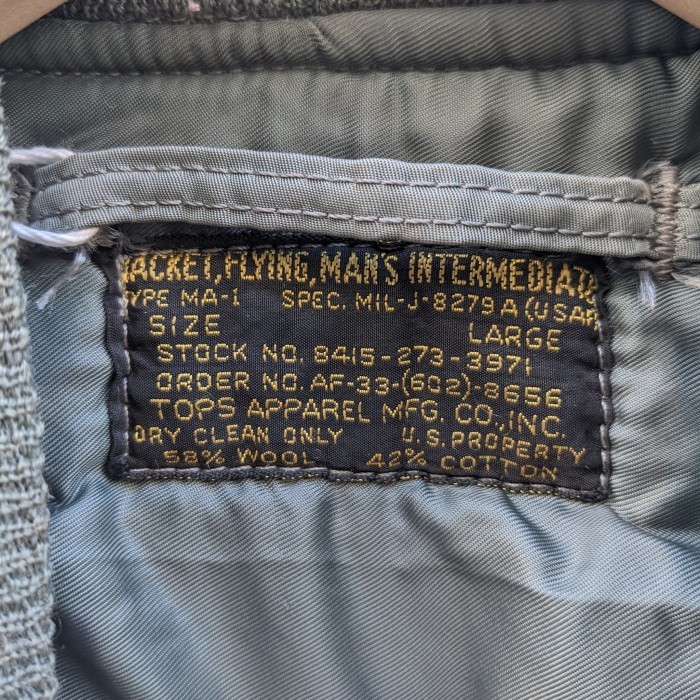 JACKET, FLYING, MAN'S INTERMEDIATE
TYPE MA-1 SPEC. MIL-J-8279A (USAF
SIZE LARGE
STOCK NO. 8415-273-3971
ORDER NO. AF-33-(602)-8656
TOPS APPAREL MFG. CO., INC.
DRY CLEAN ONLY U.S. PROPERTY
58% WOOL 42% COTTON